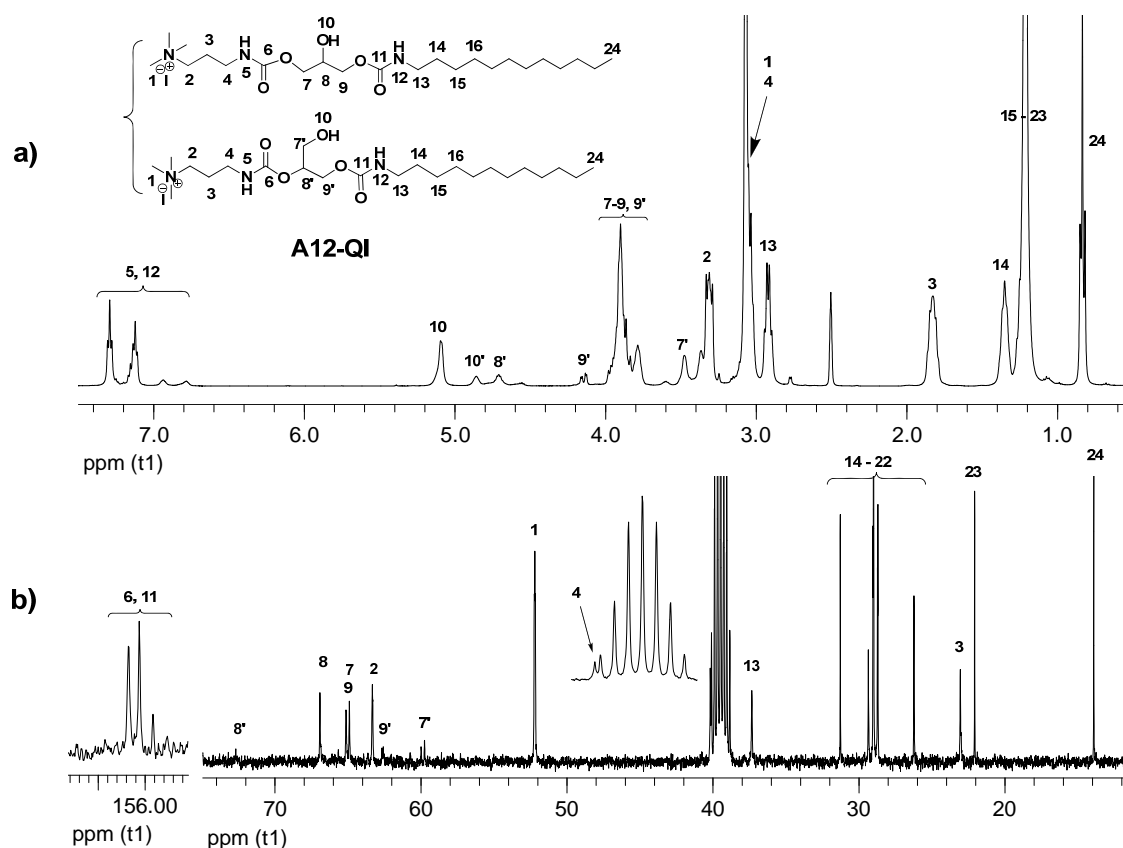 10
3 H 6 OH 11 H 14 16 24
N N O O N
1 ⊖I ⊕ 2 4 5 O 7 8 9 O 12 13 15
10
OH
a)
2 4 5 O 7' 11 H 14 16 24
1 N ⊕ N 6 O O N
⊖I 3 H 8' 9' O 12 13 15
A12-QI
5, 12
10
10'
8'
9'
7-9, 9'
7'
2
1
4
13
3
14
15 - 23
24
7.0 6.0 5.0 4.0 3.0 2.0 1.0
ppm (t1)
b)
6, 11
8'
8
7
9
2
9'
7'
1
4
13
14 - 22
3
23
24
156.00
ppm (t1)
70 60 50 40 30 20
ppm (t1)